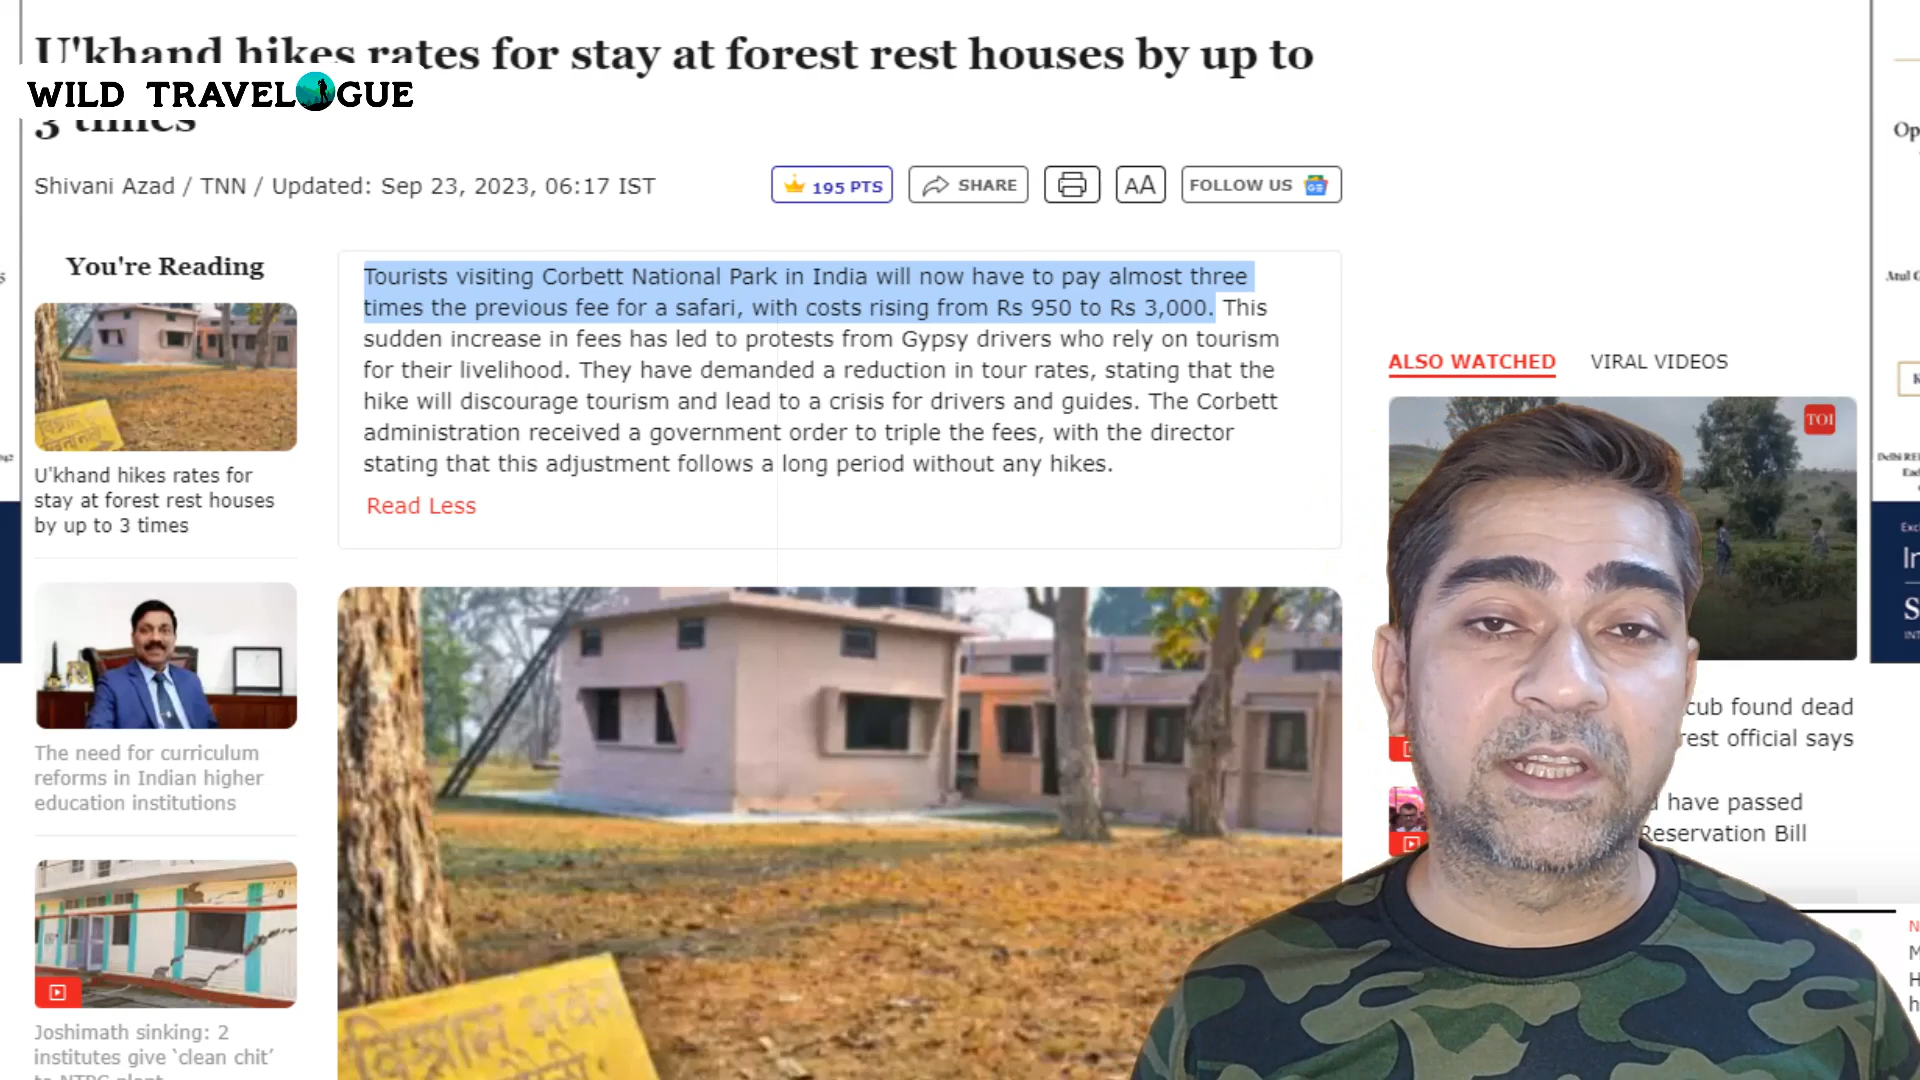 U'khand hikes rates for stay at forest rest houses by up to
3 times
WILD TRAVELOGUE
Shivani Azad / TNN / Updated: Sep 23, 2023, 06:17 IST
195 PTS
SHARE
AA
FOLLOW US
You're Reading
U'khand hikes rates for
stay at forest rest houses
by up to 3 times
The need for curriculum
reforms in Indian higher
education institutions
Joshimath sinking: 2
institutes give 'clean chit'
to NTPC plant
Tourists visiting Corbett National Park in India will now have to pay almost three
times the previous fee for a safari, with costs rising from Rs 950 to Rs 3,000. This
sudden increase in fees has led to protests from Gypsy drivers who rely on tourism
for their livelihood. They have demanded a reduction in tour rates, stating that the
hike will discourage tourism and lead to a crisis for drivers and guides. The Corbett
administration received a government order to triple the fees, with the director
stating that this adjustment follows a long period without any hikes.
Read Less
विश्राम भवन
ALSO WATCHED
VIRAL VIDEOS
TOI
cub found dead
rest official says
have passed
Reservation Bill